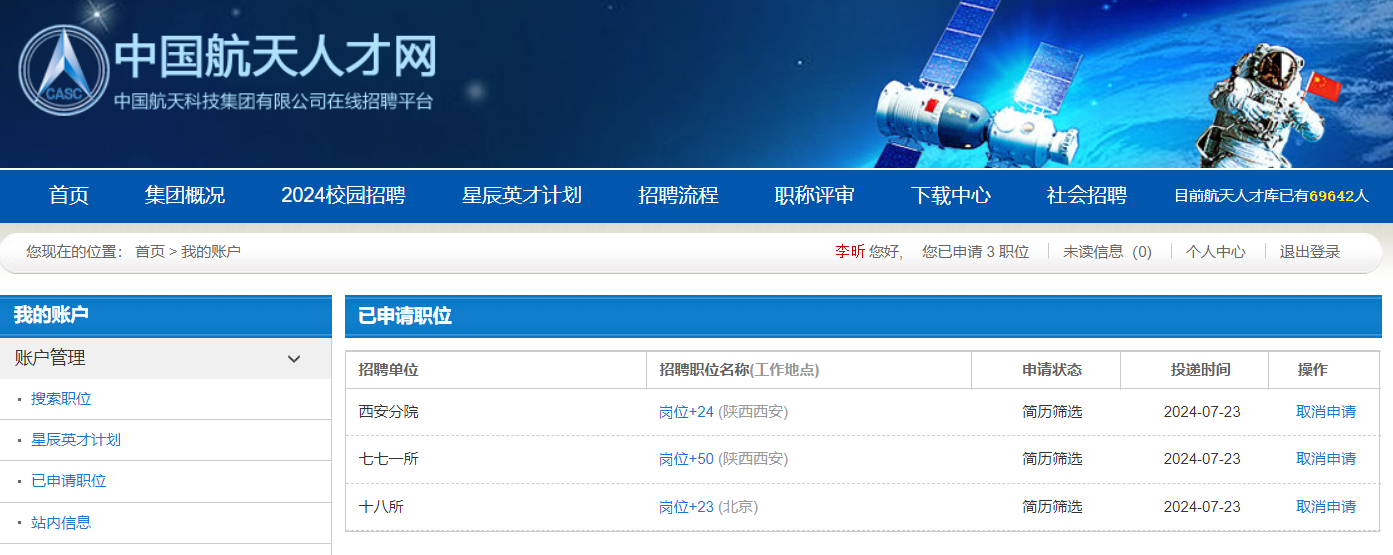 中国航天人才网
CASC
中国航天科技集团有限公司在线招聘平台
首页 集团概况 2024校园招聘 星辰英才计划 招聘流程 职称评审 下载中心 社会招聘 目前航天人才库已有69642人
您现在的位置： 首页 > 我的账户 李昕 您好, 您已申请 3 职位 未读信息 (0) 个人中心 退出登录
我的账户 已申请职位
账户管理
招聘单位 招聘职位名称(工作地点) 申请状态 投递时间 操作
· 搜索职位
西安分院 岗位+24 (陕西西安) 简历筛选 2024-07-23 取消申请
· 星辰英才计划
七七一所 岗位+50 (陕西西安) 简历筛选 2024-07-23 取消申请
· 已申请职位
十八所 岗位+23 (北京) 简历筛选 2024-07-23 取消申请
· 站内信息